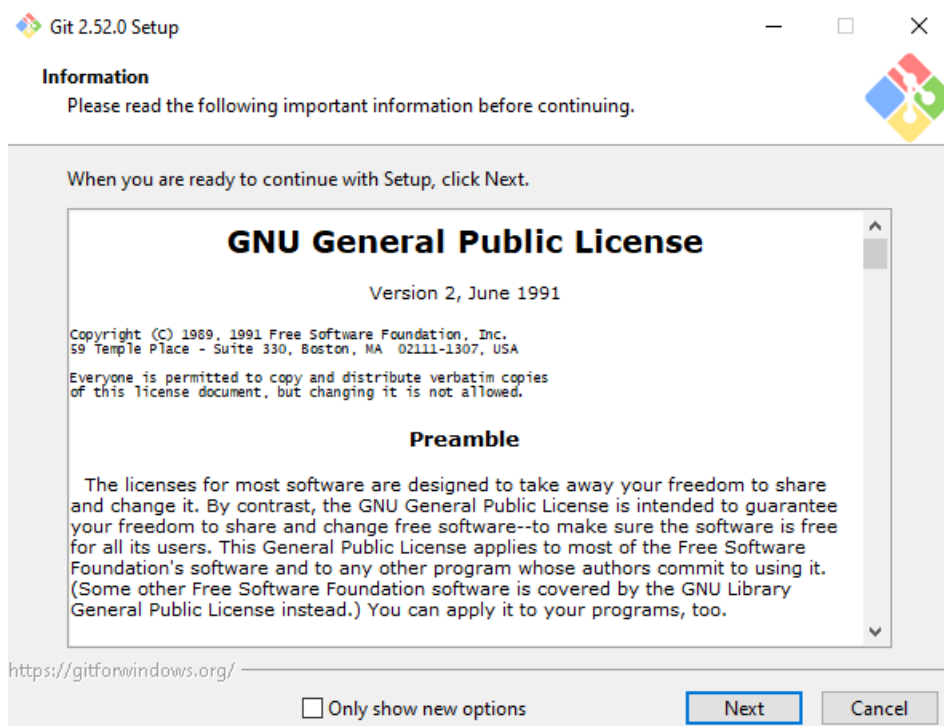 Git 2.52.0 Setup
Information
Please read the following important information before continuing.
When you are ready to continue with Setup, click Next.
GNU General Public License
Version 2, June 1991
Copyright (C) 1989, 1991 Free Software Foundation, Inc.
59 Temple Place - Suite 330, Boston, MA  02111-1307, USA
Everyone is permitted to copy and distribute verbatim copies
of this license document, but changing it is not allowed.
Preamble
The licenses for most software are designed to take away your freedom to share
and change it. By contrast, the GNU General Public License is intended to guarantee
your freedom to share and change free software--to make sure the software is free
for all its users. This General Public License applies to most of the Free Software
Foundation's software and to any other program whose authors commit to using it.
(Some other Free Software Foundation software is covered by the GNU Library
General Public License instead.) You can apply it to your programs, too.
https://gitforwindows.org/
Only show new options
Next
Cancel